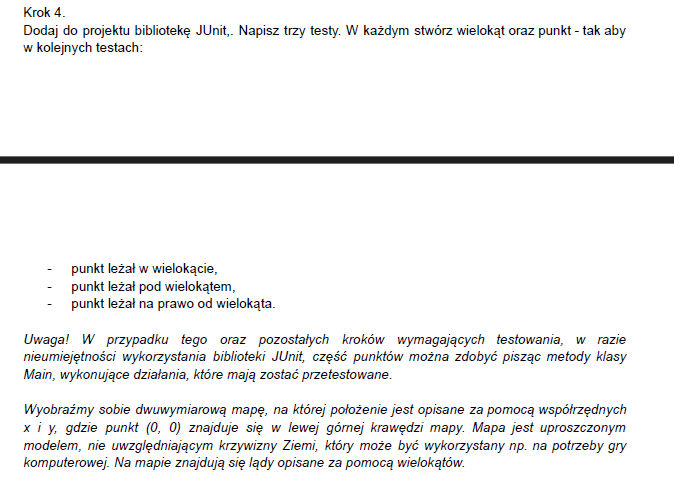 Krok 4.
Dodaj do projektu bibliotekę JUnit,. Napisz trzy testy. W każdym stwórz wielokąt oraz punkt - tak aby
w kolejnych testach:
- punkt leżał w wielokącie,
- punkt leżał pod wielokątem,
- punkt leżał na prawo od wielokąta.
Uwaga! W przypadku tego oraz pozostałych kroków wymagających testowania, w razie
nieumiejętności wykorzystania biblioteki JUnit, część punktów można zdobyć pisząc metody klasy
Main, wykonujące działania, które mają zostać przetestowane.
Wyobraźmy sobie dwuwymiarową mapę, na której położenie jest opisane za pomocą współrzędnych
x i y, gdzie punkt (0, 0) znajduje się w lewej górnej krawędzi mapy. Mapa jest uproszczonym
modelem, nie uwzględniającym krzywizny Ziemi, który może być wykorzystany np. na potrzeby gry
komputerowej. Na mapie znajdują się lądy opisane za pomocą wielokątów.